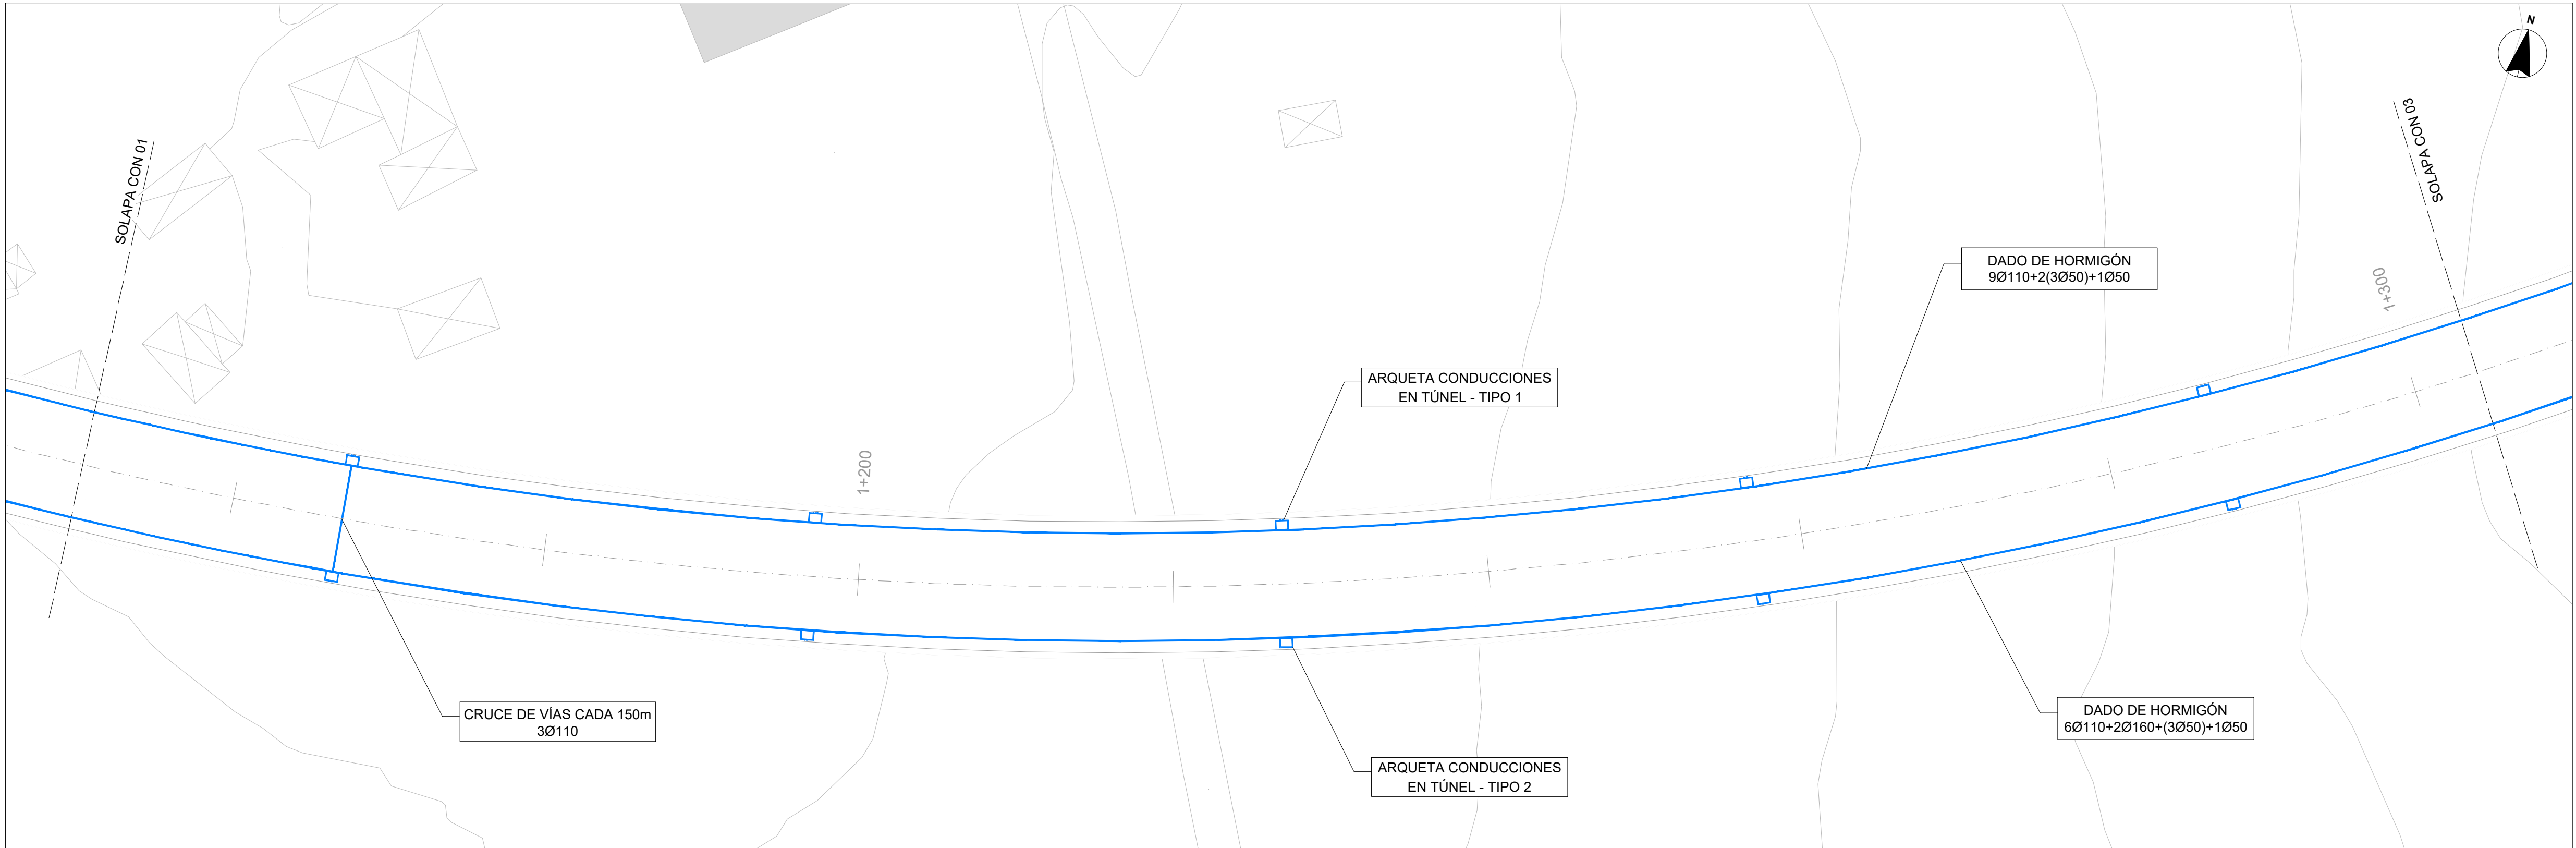 N
SOLAPA CON 01
SOLAPA CON 03
DADO DE HORMIGÓN
9Ø110+2(3Ø50)+1Ø50
1+300
ARQUETA CONDUCCIONES
EN TÚNEL - TIPO 1
1+200
CRUCE DE VÍAS CADA 150m
3Ø110
DADO DE HORMIGÓN
6Ø110+2Ø160+(3Ø50)+1Ø50
ARQUETA CONDUCCIONES
EN TÚNEL - TIPO 2